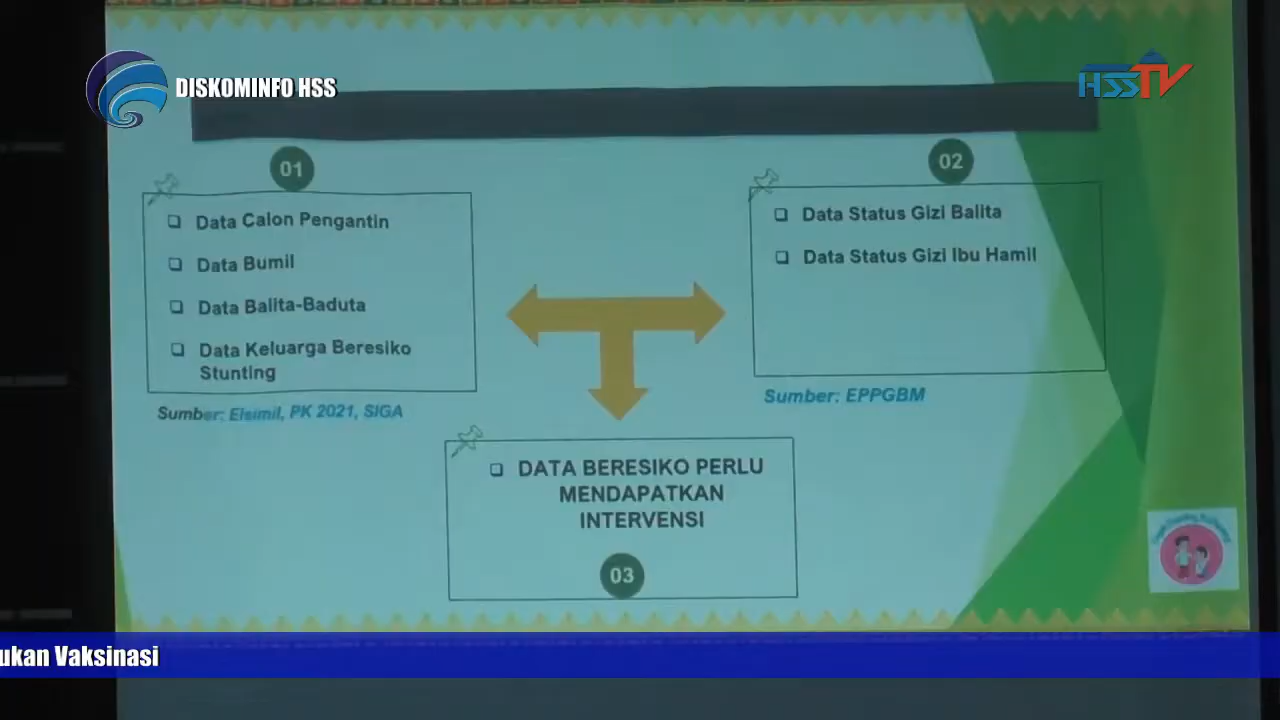 DISKOMINFO HSS
HSSTV
01
Data Calon Pengantin
Data Bumil
Data Balita-Baduta
Data Keluarga Beresiko
Stunting
Sumber: Elsimil, PK 2021, SIGA
02
Data Status Gizi Balita
Data Status Gizi Ibu Hamil
Sumber: EPPGBM
DATA BERESIKO PERLU
MENDAPATKAN
INTERVENSI
03
ukan Vaksinasi